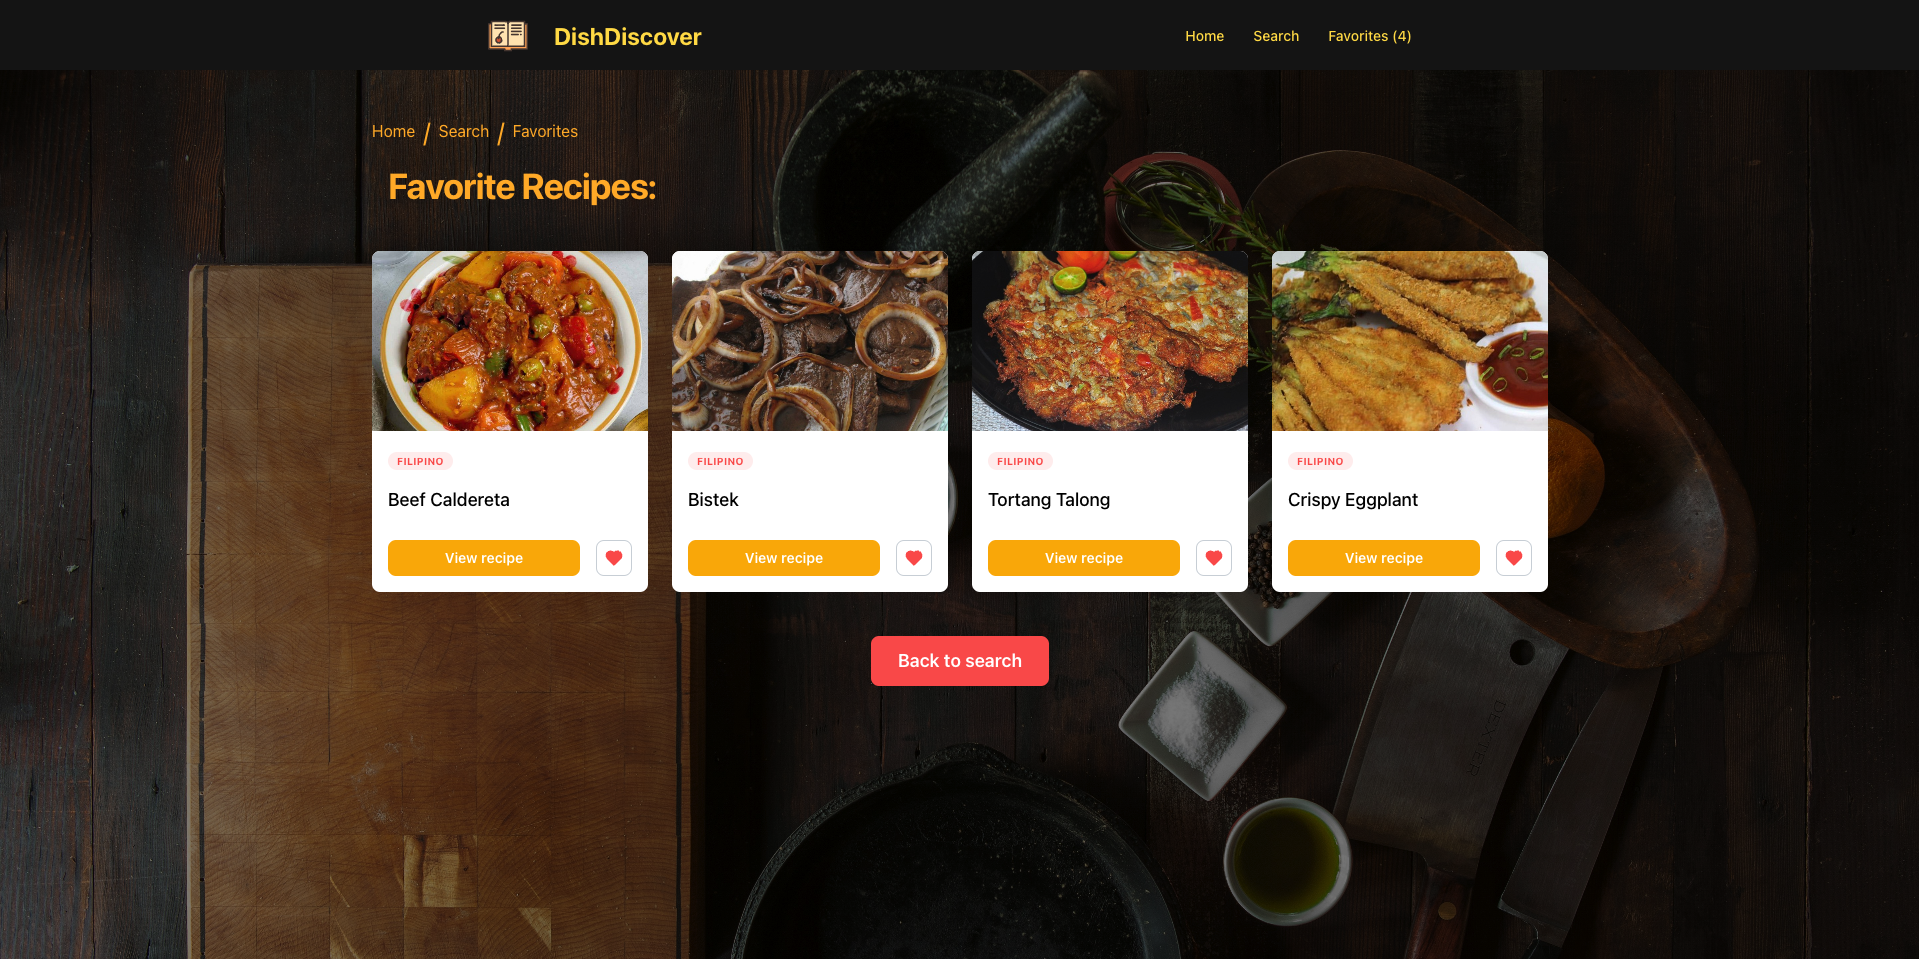 DishDiscover
Home Search Favorites (4)
Home / Search / Favorites
Favorite Recipes:
FILIPINO
Beef Caldereta
View recipe
FILIPINO
Bistek
View recipe
FILIPINO
Tortang Talong
View recipe
FILIPINO
Crispy Eggplant
View recipe
Back to search
DEXTER